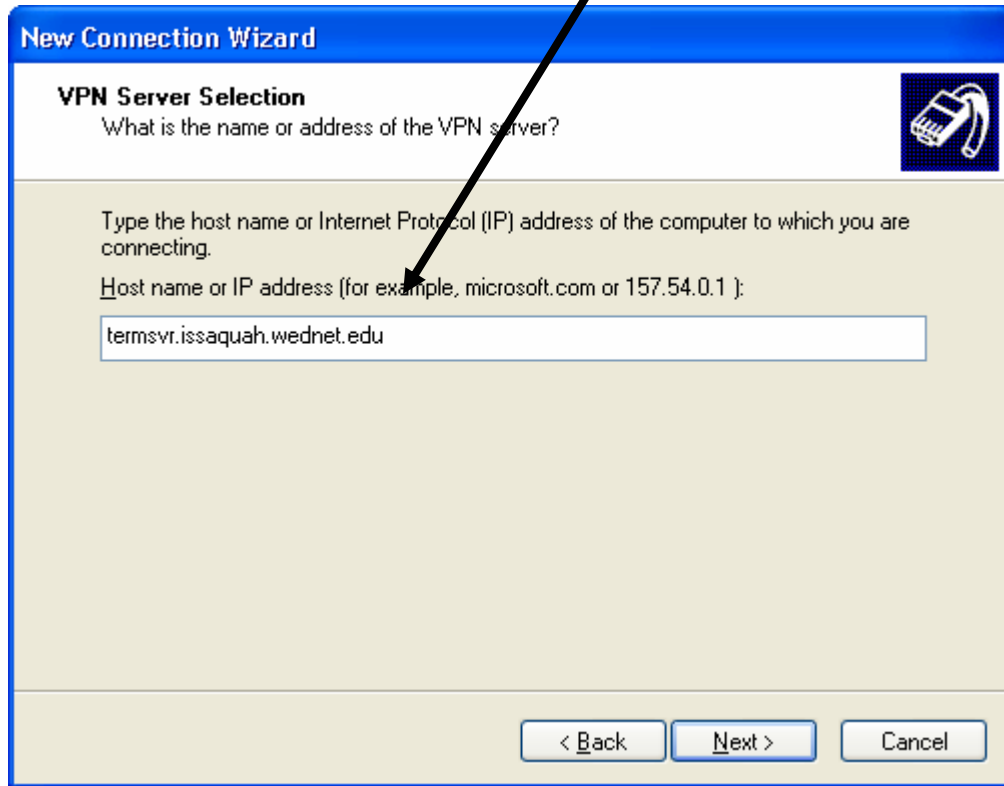 New Connection Wizard
VPN Server Selection
What is the name or address of the VPN server?
Type the host name or Internet Protocol (IP) address of the computer to which you are
connecting.
Host name or IP address (for example, microsoft.com or 157.54.0.1 ):
termsvr.issaquah.wednet.edu
< Back
Next >
Cancel